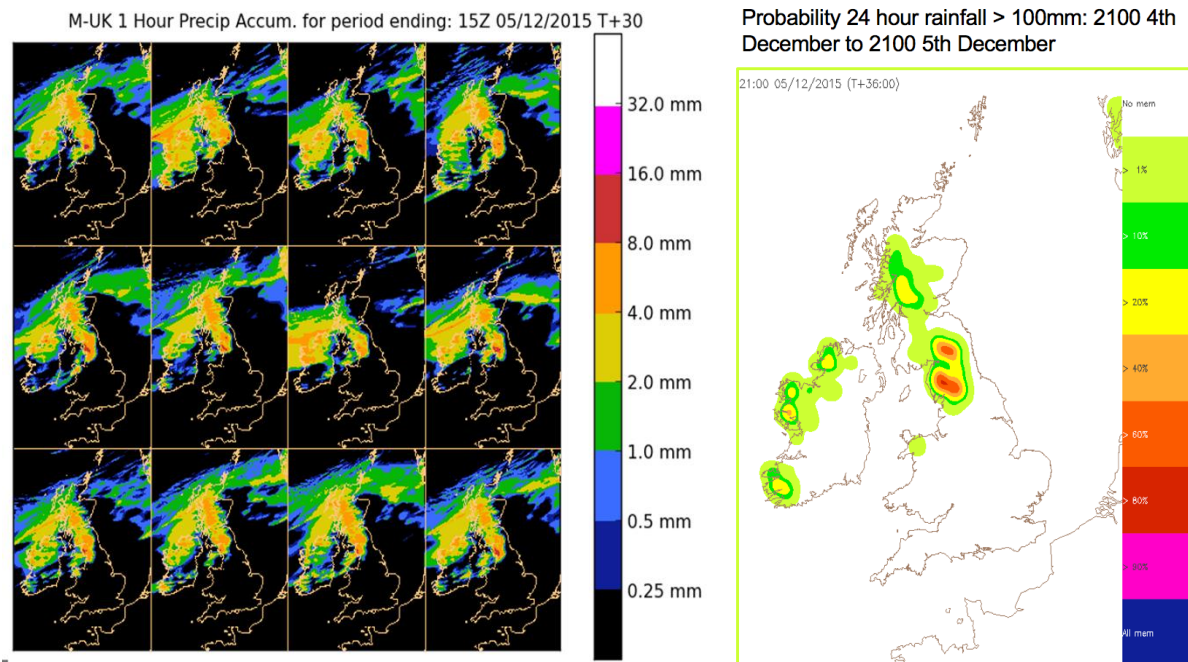 M-UK 1 Hour Precip Accum. for period ending: 15Z 05/12/2015 T+30
32.0 mm
16.0 mm
8.0 mm
4.0 mm
2.0 mm
1.0 mm
0.5 mm
0.25 mm
Probability 24 hour rainfall > 100mm: 2100 4th
December to 2100 5th December
21:00 05/12/2015 (T+36:00)
No mem
> 1%
> 10%
> 20%
> 40%
> 60%
> 80%
All mem